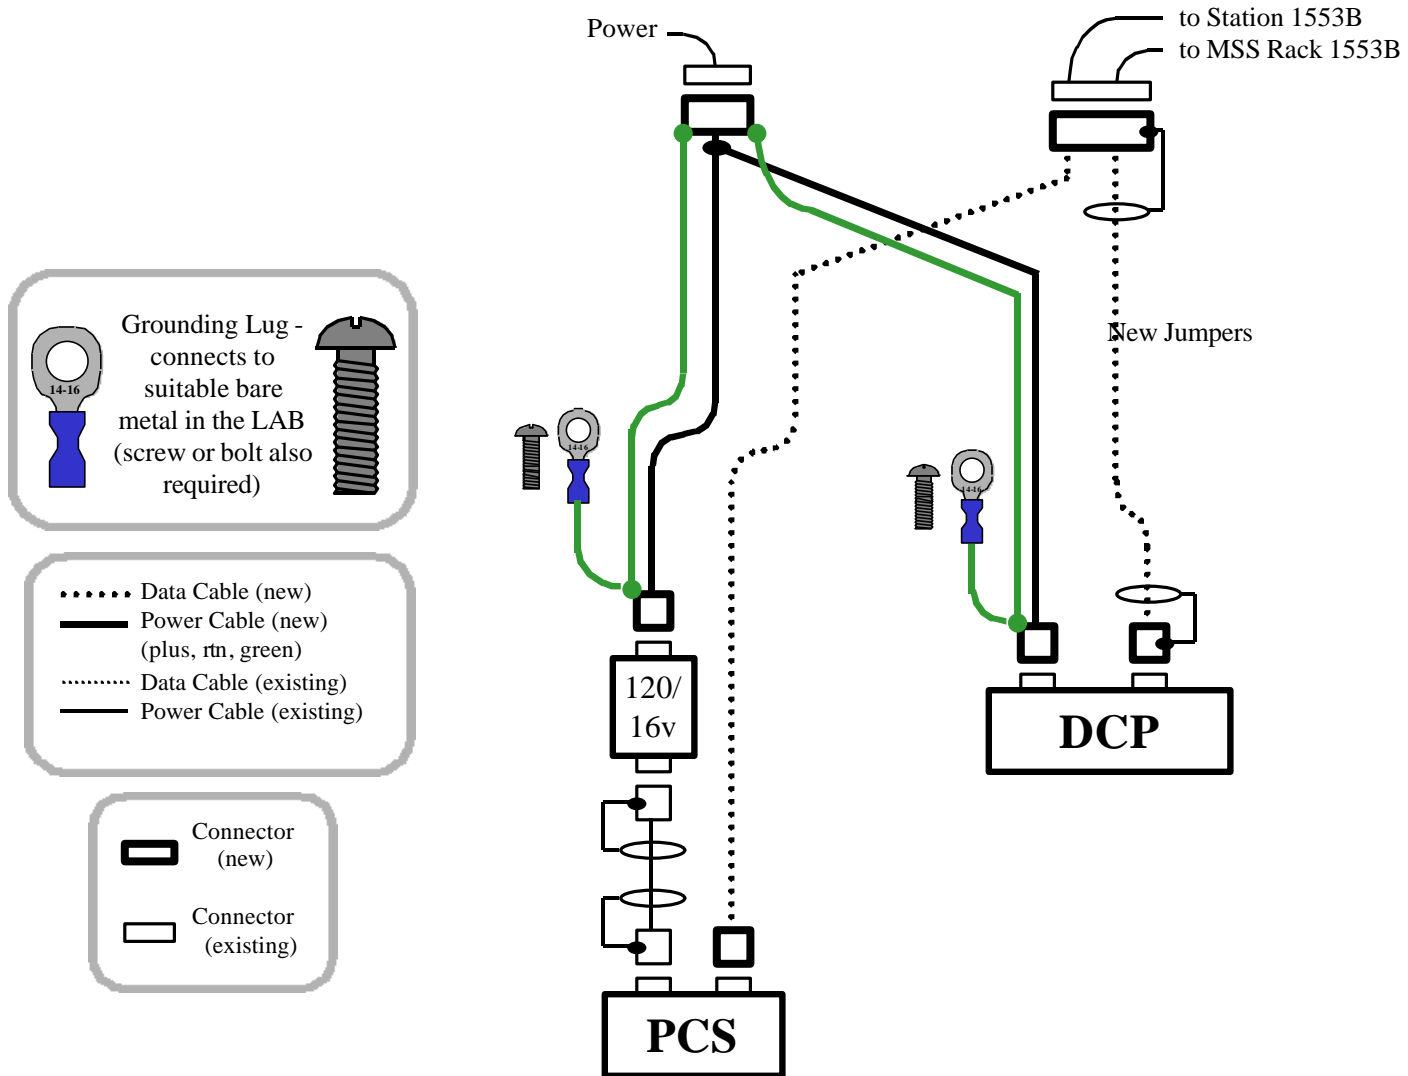 Power
to Station 1553B
to MSS Rack 1553B
Grounding Lug -
connects to
suitable bare
metal in the LAB
(screw or bolt also
required)
14-16
New Jumpers
14-16
14-16
Data Cable (new)
Power Cable (new)
(plus, rtn, green)
Data Cable (existing)
Power Cable (existing)
120/
16v
DCP
Connector
(new)
Connector
(existing)
PCS